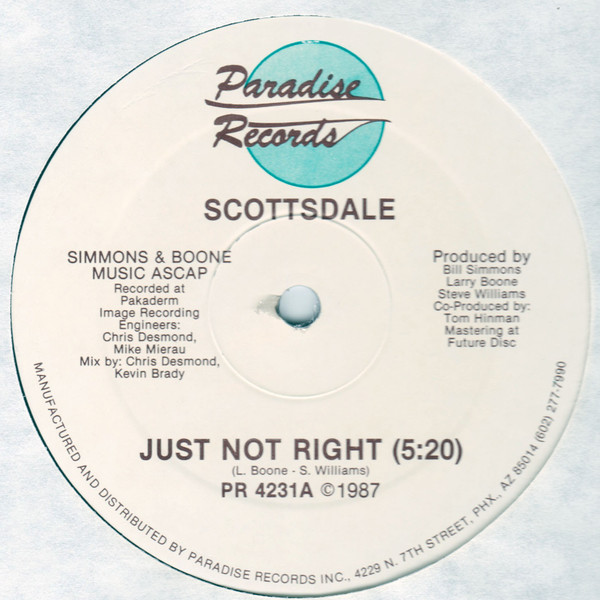 Paradise
Records
SCOTTSDALE
SIMMONS & BOONE
MUSIC ASCAP
Recorded at
Pakaderm
Image Recording
Engineers:
Chris Desmond,
Mike Mierau
Mix by: Chris Desmond,
Kevin Brady
Produced by
Bill Simmons
Larry Boone
Steve Williams
Co-Produced by:
Tom Hinman
Mastering at
Future Disc
JUST NOT RIGHT (5:20)
(L. Boone - S. Williams)
PR 4231A ©1987
MANUFACTURED AND DISTRIBUTED BY PARADISE RECORDS INC., 4229 N. 7TH STREET, PHX., AZ 85014 (602) 277-7990